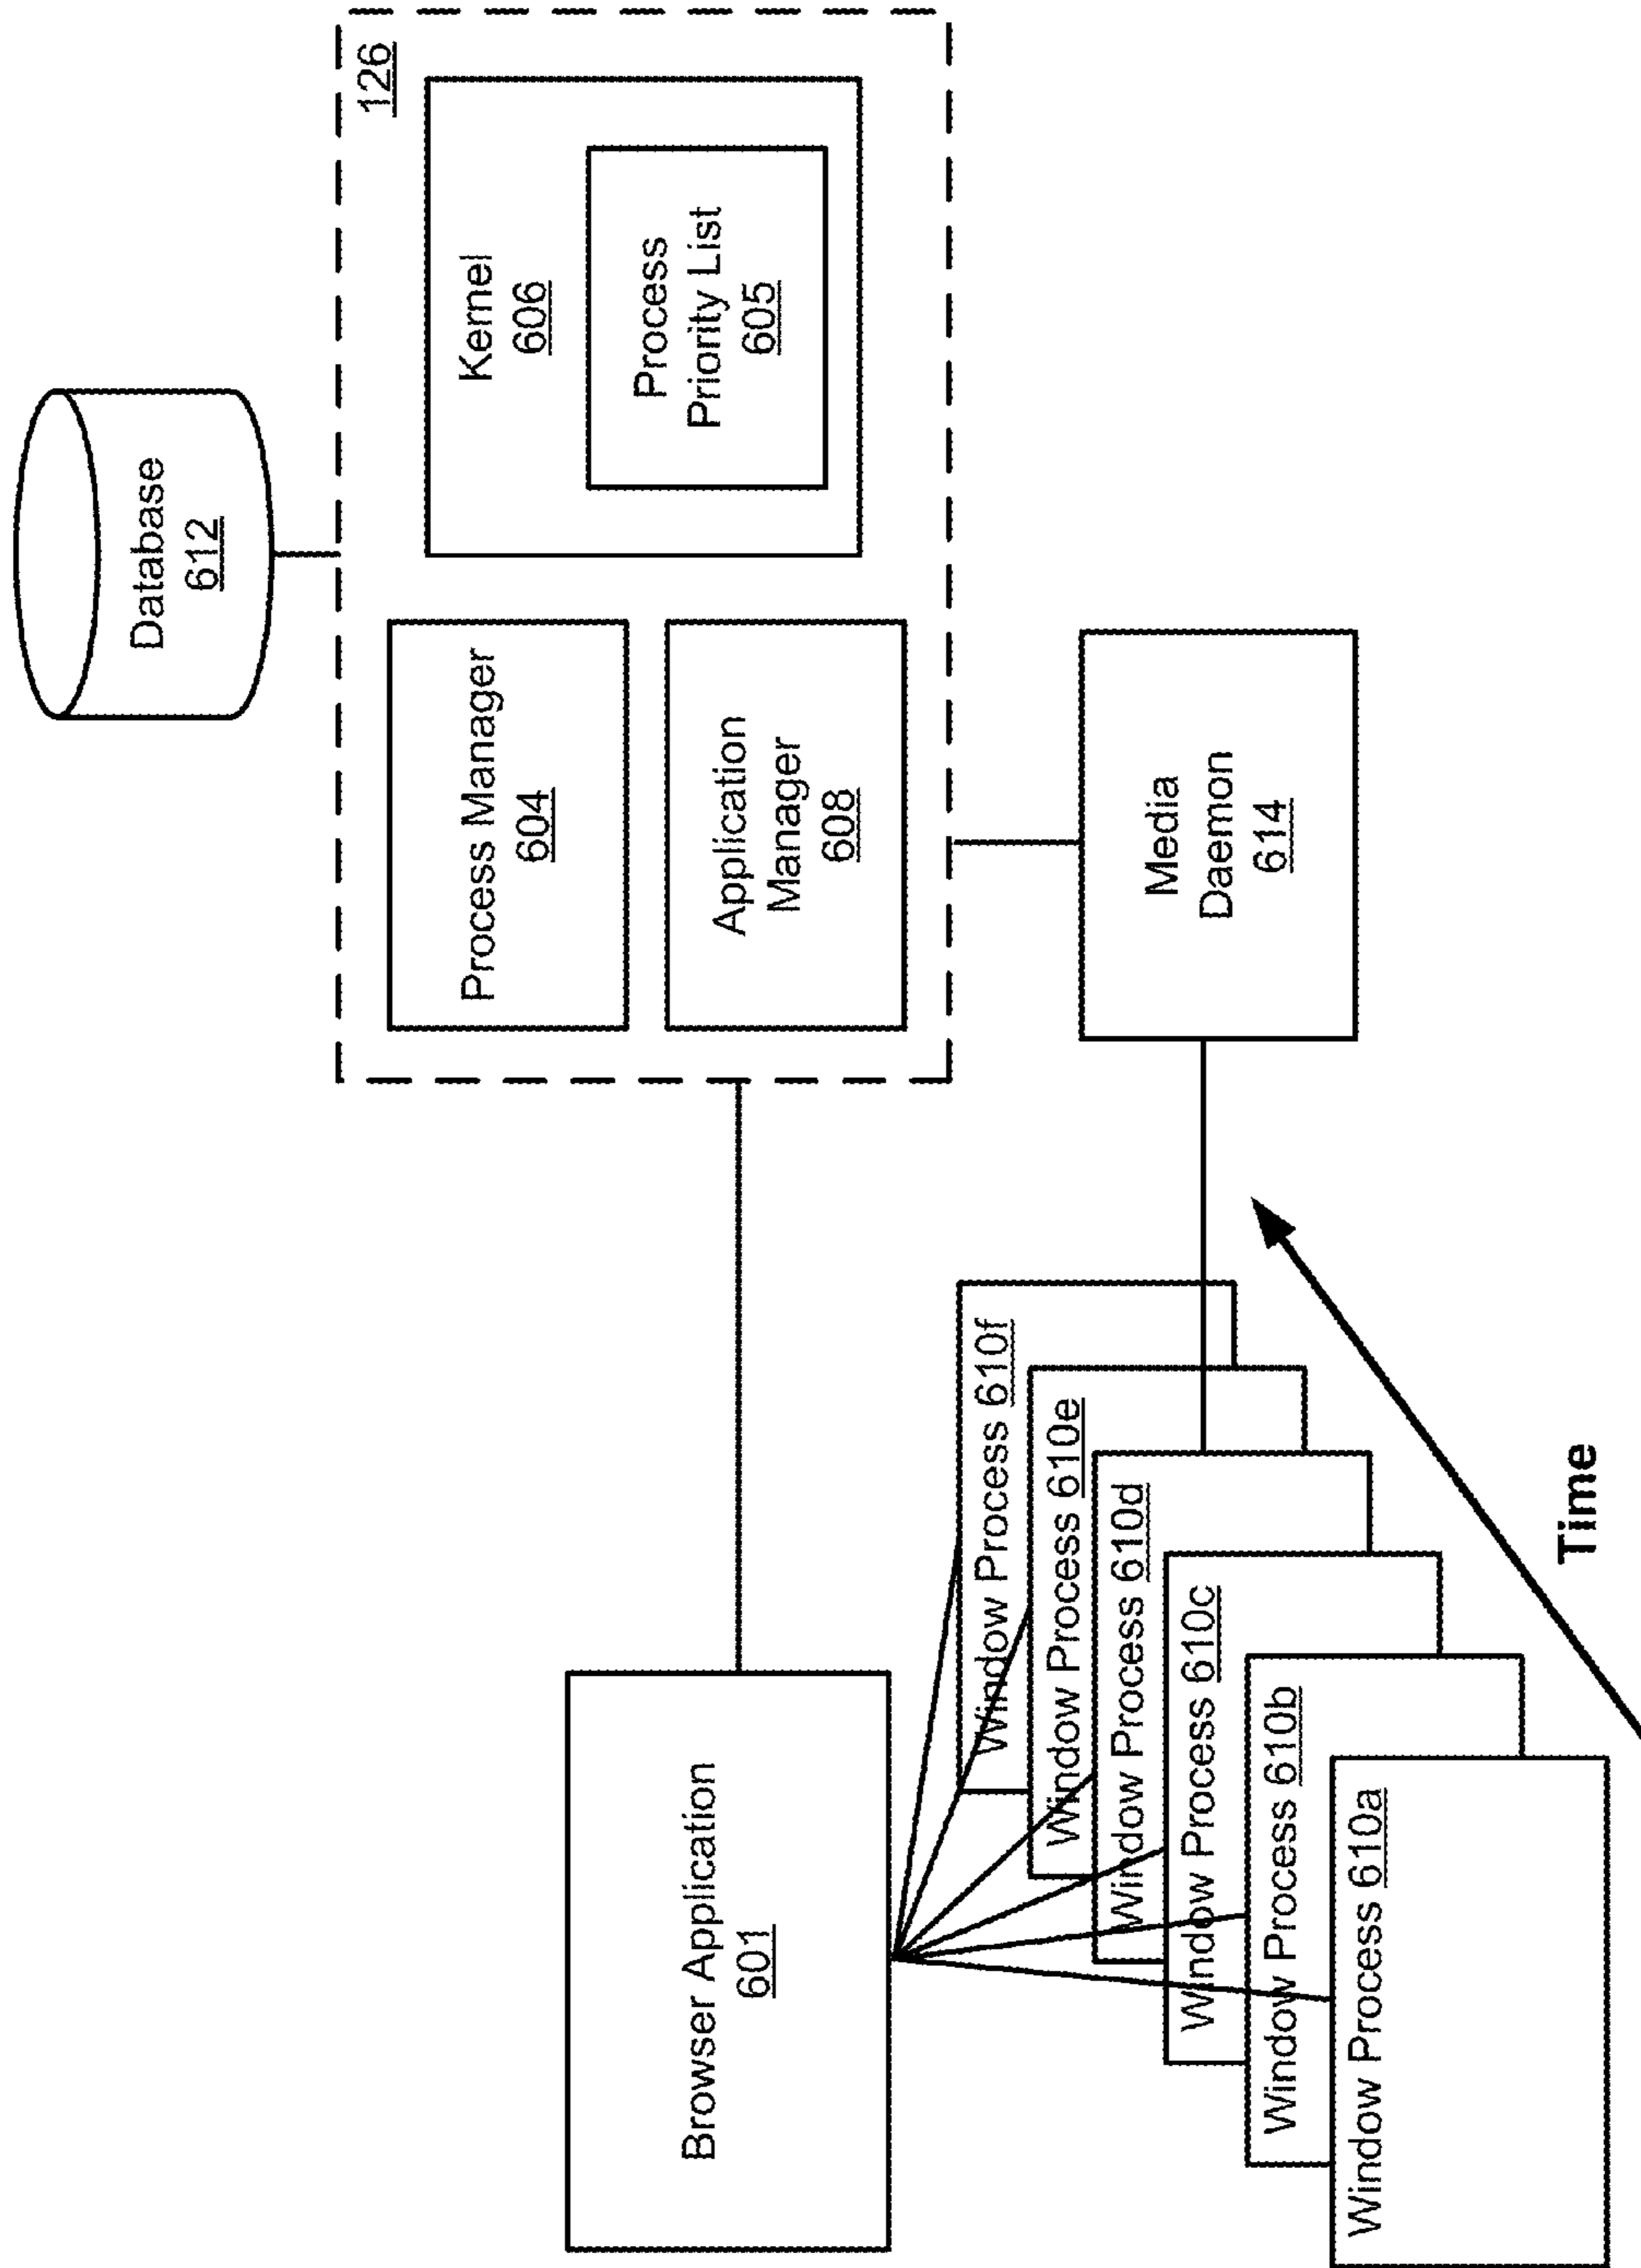 Database
612
126
Process Manager
604
Kernel
606
Application
Manager
608
Process
Priority List
605
Browser Application
601
Media
Daemon
614
Window Process 610f
Window Process 610e
Window Process 610d
Window Process 610c
Window Process 610b
Window Process 610a
Time